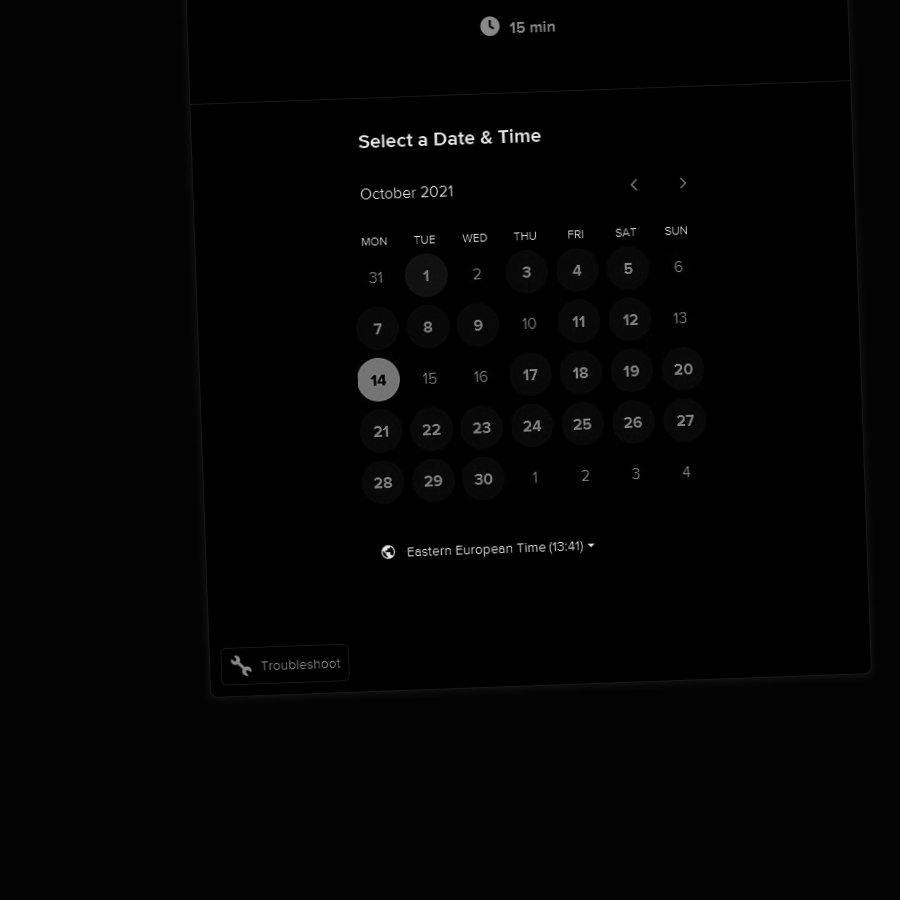 15 min
Select a Date & Time
October 2021
MON TUE WED THU FRI SAT SUN
31 1 2 3 4 5 6
7 8 9 10 11 12 13
14 15 16 17 18 19 20
21 22 23 24 25 26 27
28 29 30 1 2 3 4
Eastern European Time (13:41)
Troubleshoot